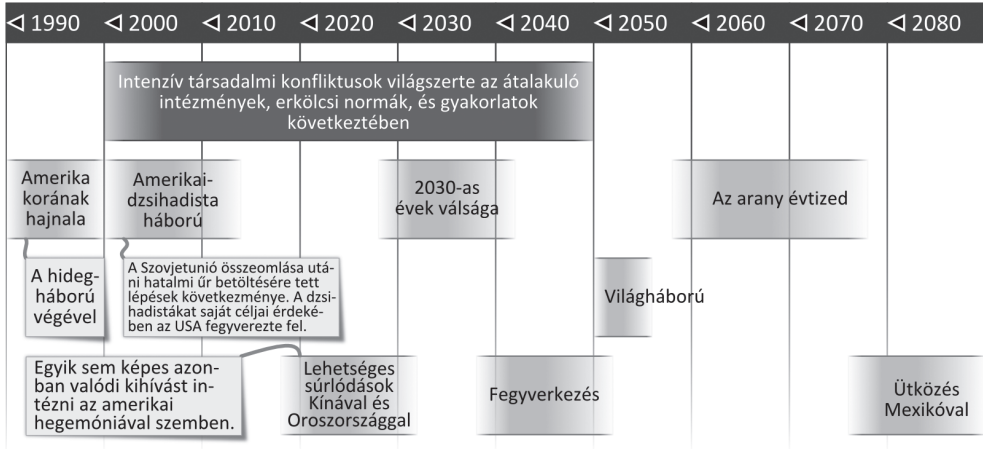 ◁ 1990 ◁ 2000 ◁ 2010 ◁ 2020 ◁ 2030 ◁ 2040 ◁ 2050 ◁ 2060 ◁ 2070 ◁ 2080
Intenzív társadalmi konfliktusok világszerte az átalakuló
intézmények, erkölcsi normák, és gyakorlatok
következtében
Amerika
korának
hajnala
Amerikai-
dzsihadista
háború
2030-as
évek válsága
Az arany évtized
A hideg-
háború
végével
A Szovjetunió összeomlása utá-
ni hatalmi űr betöltésére tett
lépések következménye. A dzsi-
hadistákat saját céljai érdeké-
ben az USA fegyverezte fel.
Világháború
Egyik sem képes azon-
ban valódi kihívást in-
tézni az amerikai
hegemóniával szemben.
Lehetséges
súrlódások
Kínával és
Oroszországgal
Fegyverkezés
Ütközés
Mexikóval